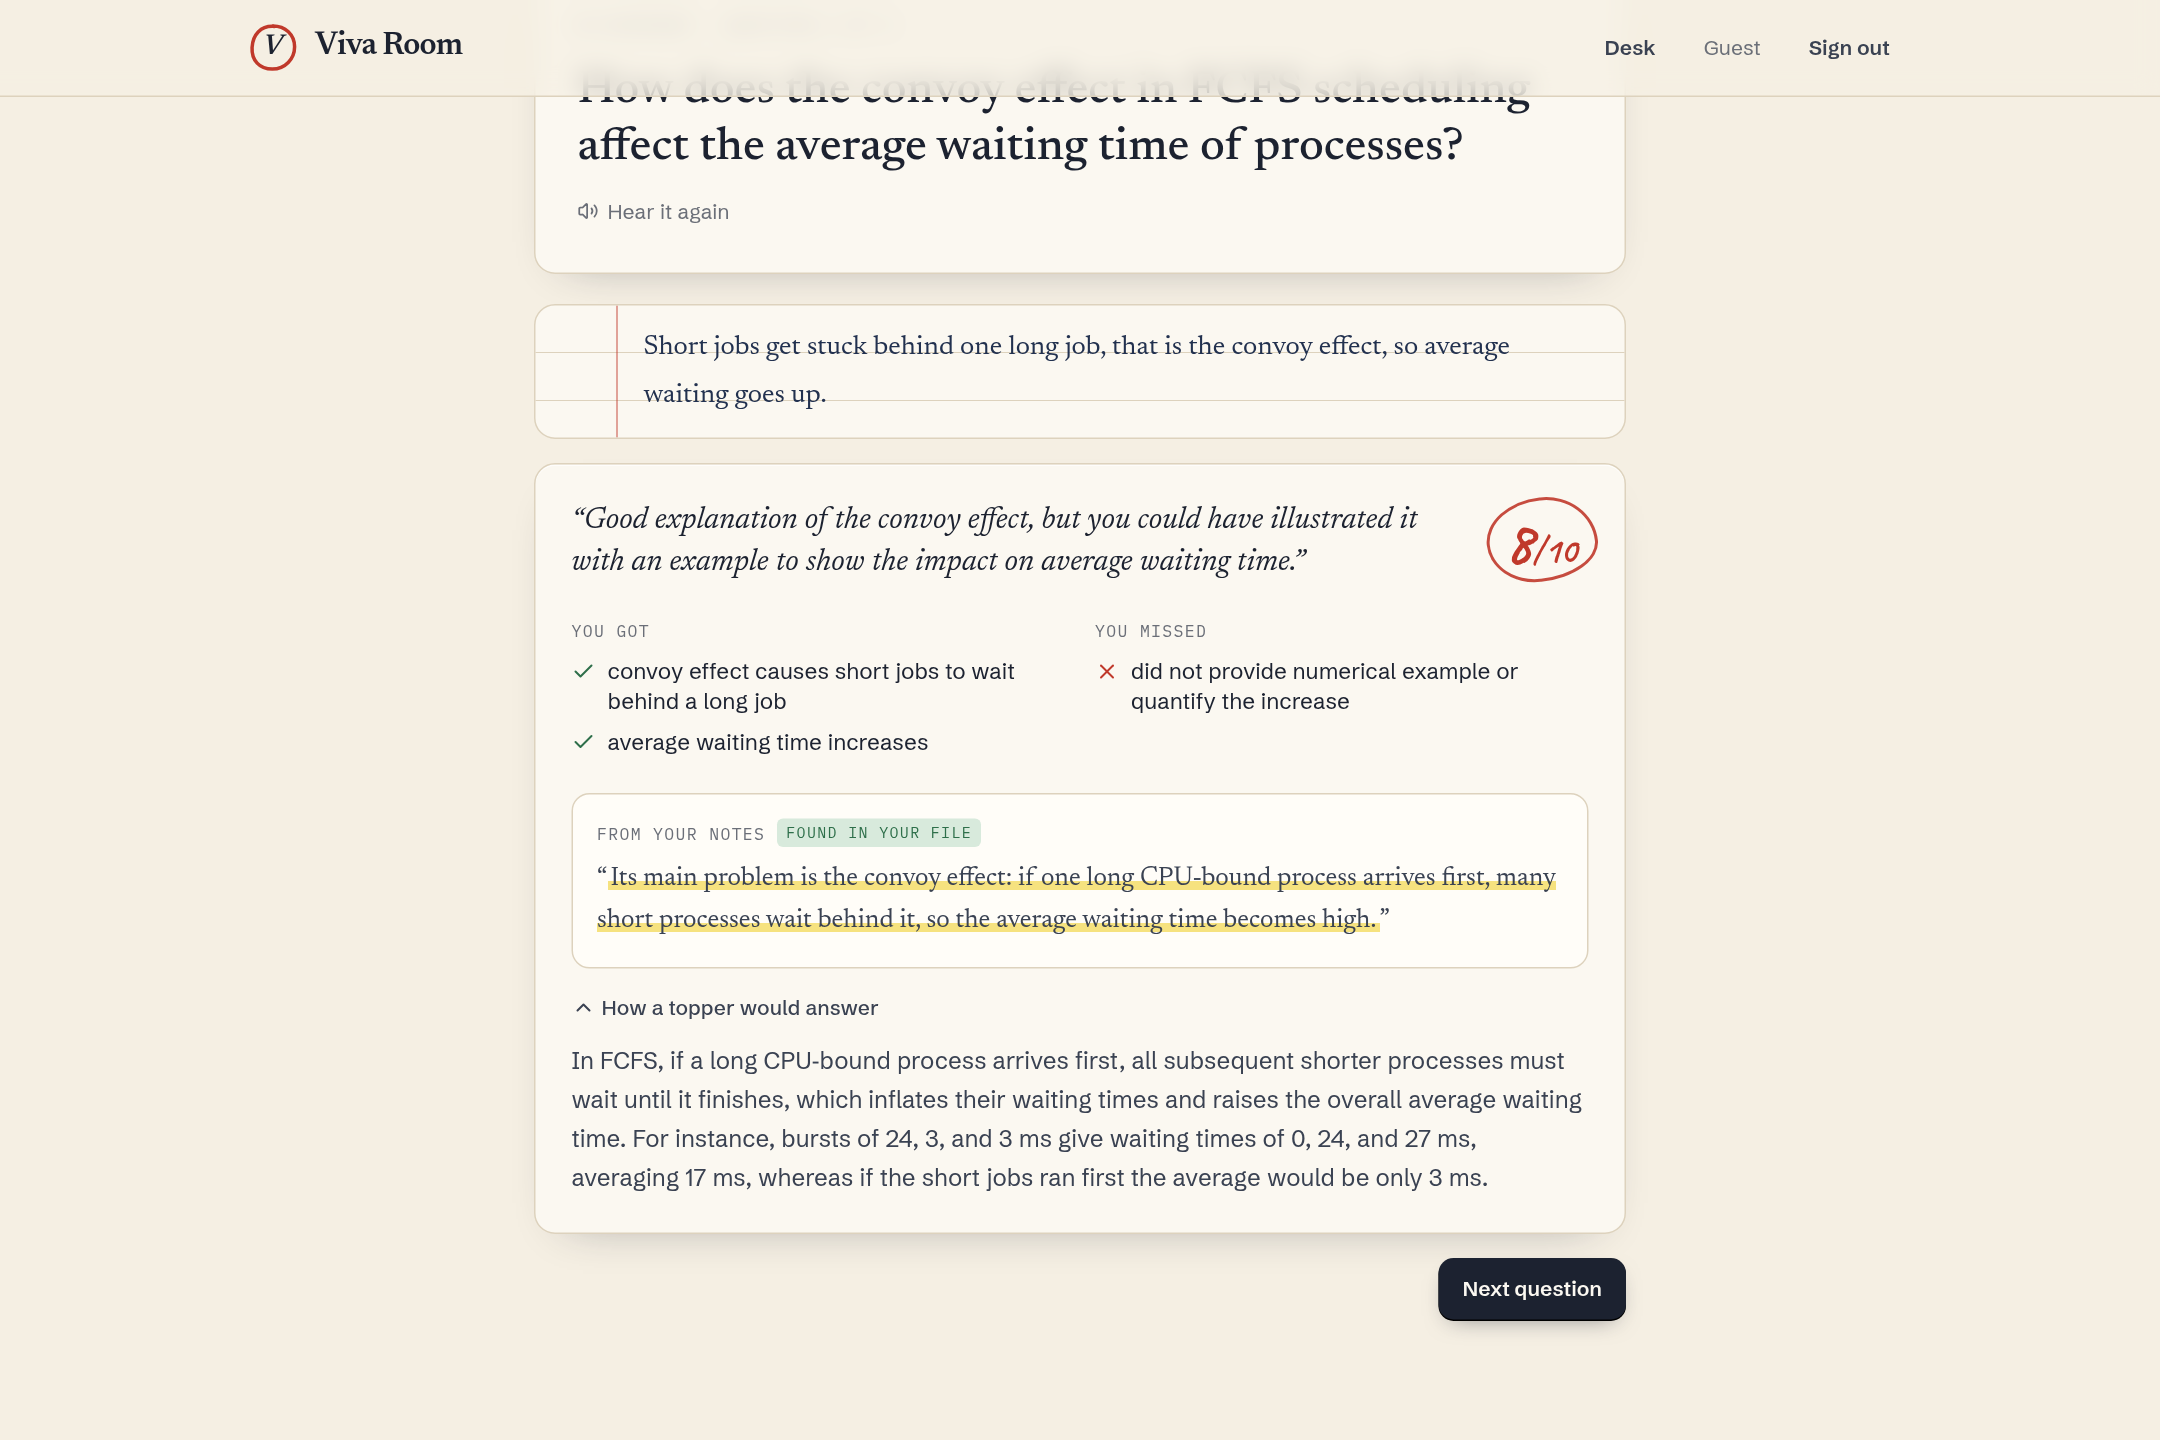 V Viva Room
Desk Guest Sign out
How does the convoy effect in FCFS scheduling
affect the average waiting time of processes?
Hear it again
Short jobs get stuck behind one long job, that is the convoy effect, so average
waiting goes up.
“Good explanation of the convoy effect, but you could have illustrated it
with an example to show the impact on average waiting time.”
8/10
YOU GOT
convoy effect causes short jobs to wait
behind a long job
average waiting time increases
YOU MISSED
did not provide numerical example or
quantify the increase
FROM YOUR NOTES FOUND IN YOUR FILE
“Its main problem is the convoy effect: if one long CPU-bound process arrives first, many
short processes wait behind it, so the average waiting time becomes high.”
How a topper would answer
In FCFS, if a long CPU-bound process arrives first, all subsequent shorter processes must
wait until it finishes, which inflates their waiting times and raises the overall average waiting
time. For instance, bursts of 24, 3, and 3 ms give waiting times of 0, 24, and 27 ms,
averaging 17 ms, whereas if the short jobs ran first the average would be only 3 ms.
Next question